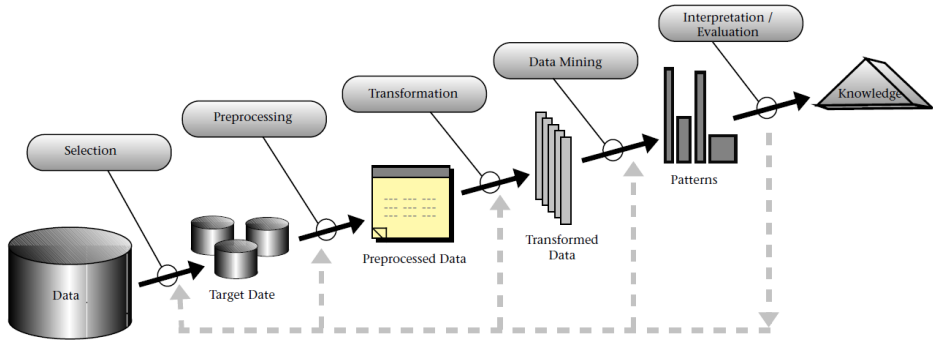 Interpretation /
Evaluation
Data Mining
Transformation
Preprocessing
Selection
Data
Target Date
Preprocessed Data
Transformed
Data
Patterns
Knowledge